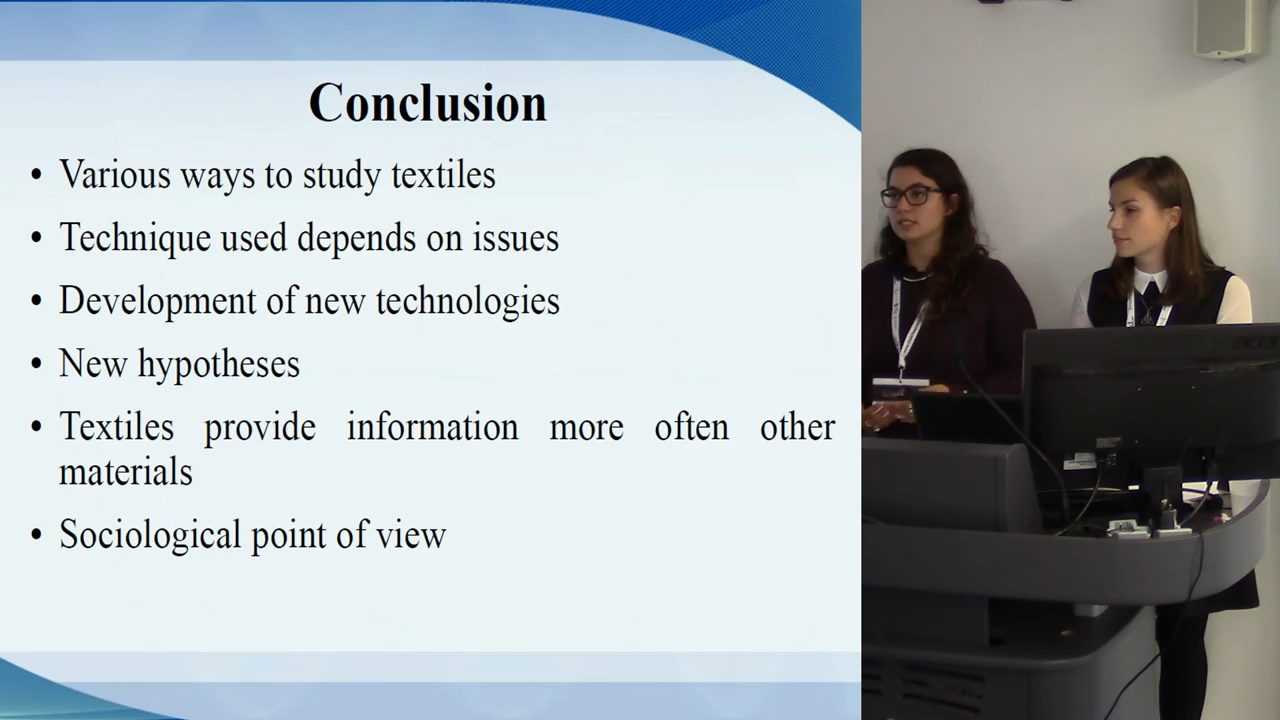 Conclusion
• Various ways to study textiles
• Technique used depends on issues
• Development of new technologies
• New hypotheses
• Textiles provide information more often other
materials
• Sociological point of view